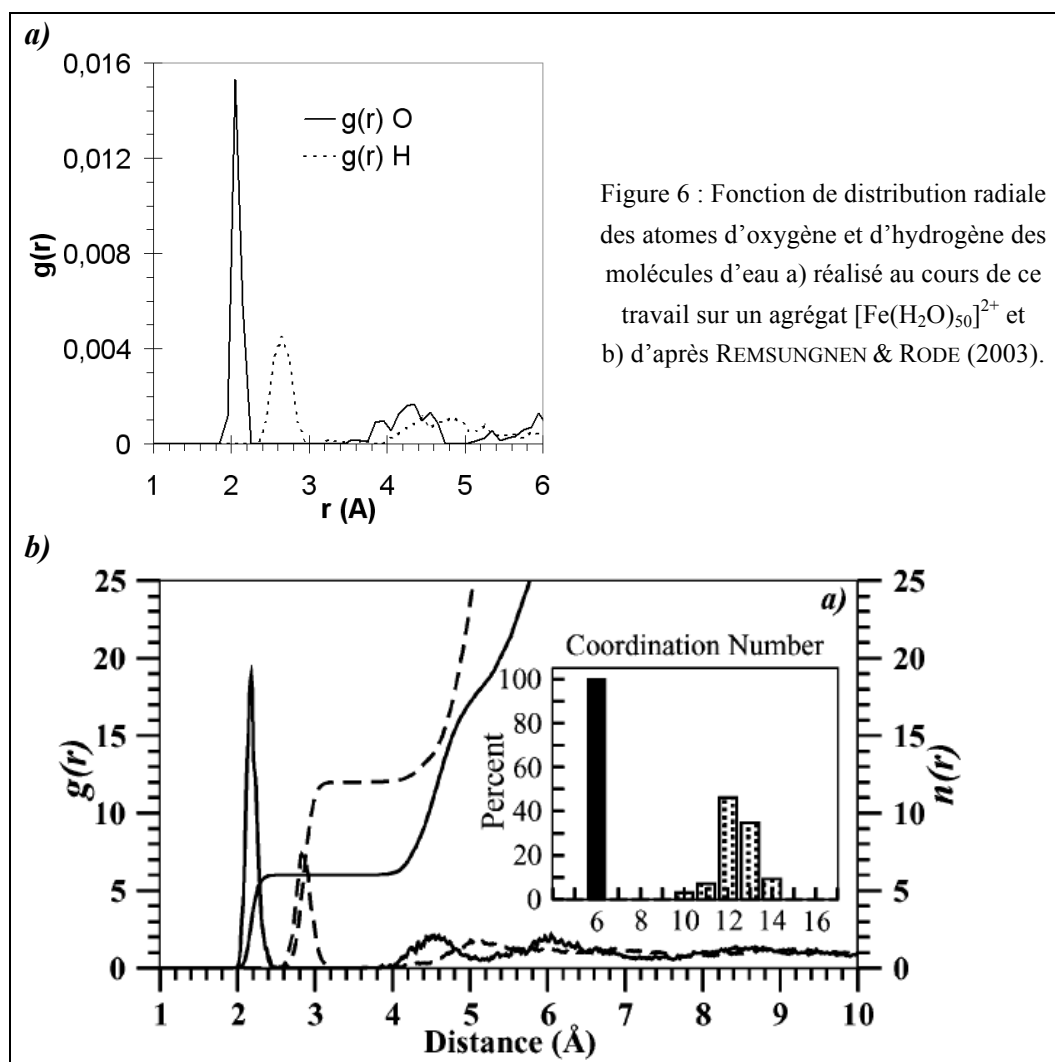 a)
0,016
0,012
0,008
0,004
0
g(r)
g(r) O
g(r) H
1 2 3 4 5 6
r (A)
Figure 6 : Fonction de distribution radiale
des atomes d’oxygène et d’hydrogène des
molécules d’eau a) réalisé au cours de ce
travail sur un agrégat [Fe(H₂O)₅₀]²⁺ et
b) d’après REMSUNGNEN & RODE (2003).
b)
25
20
15
10
5
0
g(r)
a)
Coordination Number
100
80
60
40
20
0
Percent
6 8 10 12 14 16
25
20
15
10
5
0
n(r)
1 2 3 4 5 6 7 8 9 10
Distance (Å)